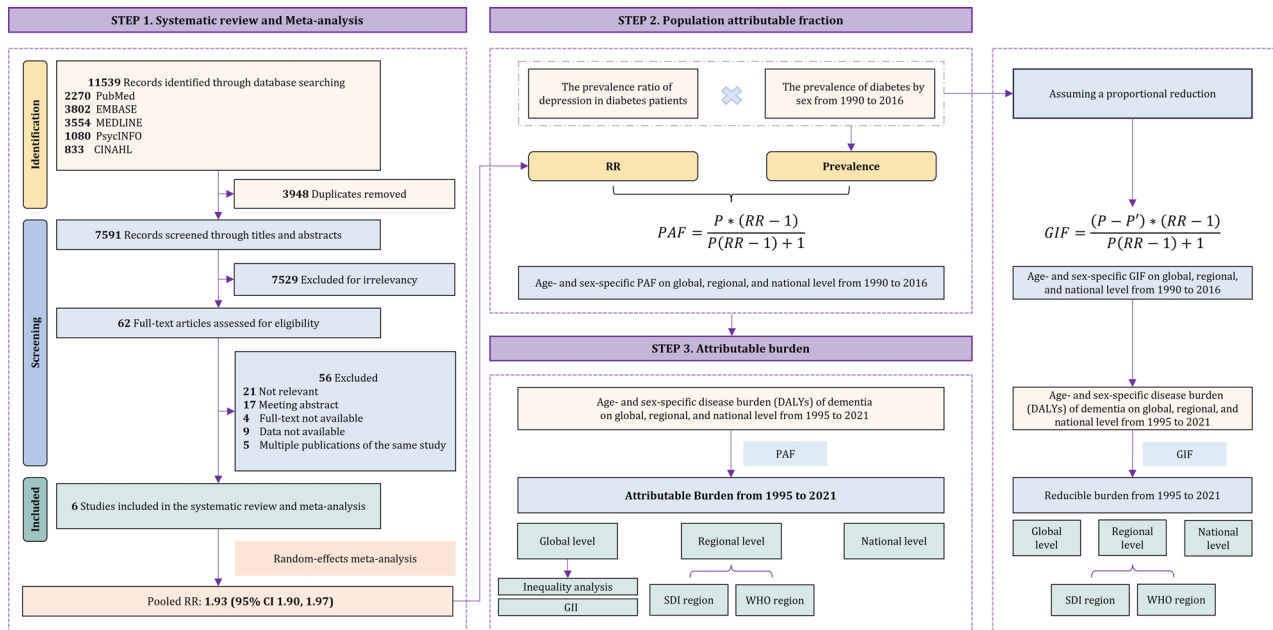 STEP 1. Systematic review and Meta-analysis
Identification
11539 Records identified through database searching
2270 PubMed
3802 EMBASE
3554 MEDLINE
1080 PsycINFO
833 CINAHL
3948 Duplicates removed
Screening
7591 Records screened through titles and abstracts
7529 Excluded for irrelevancy
62 Full-text articles assessed for eligibility
56 Excluded
21 Not relevant
17 Meeting abstract
4 Full-text not available
9 Data not available
5 Multiple publications of the same study
Included
6 Studies included in the systematic review and meta-analysis
Random-effects meta-analysis
Pooled RR: 1.93 (95% CI 1.90, 1.97)
STEP 2. Population attributable fraction
The prevalence ratio of
depression in diabetes patients
The prevalence of diabetes by
sex from 1990 to 2016
RR
Prevalence
PAF = P * (RR − 1)
P(RR − 1) + 1
Age- and sex-specific PAF on global, regional, and national level from 1990 to 2016
STEP 3. Attributable burden
Age- and sex-specific disease burden (DALYs) of dementia
on global, regional, and national level from 1995 to 2021
PAF
Attributable Burden from 1995 to 2021
Global level
Regional level
National level
Inequality analysis
GII
SDI region
WHO region
Assuming a proportional reduction
GIF = (P − P′) * (RR − 1)
P(RR − 1) + 1
Age- and sex-specific GIF on global, regional,
and national level from 1990 to 2016
Age- and sex-specific disease burden
(DALYs) of dementia on global, regional, and
national level from 1995 to 2021
GIF
Reducible burden from 1995 to 2021
Global
level
Regional
level
National
level
SDI region
WHO region